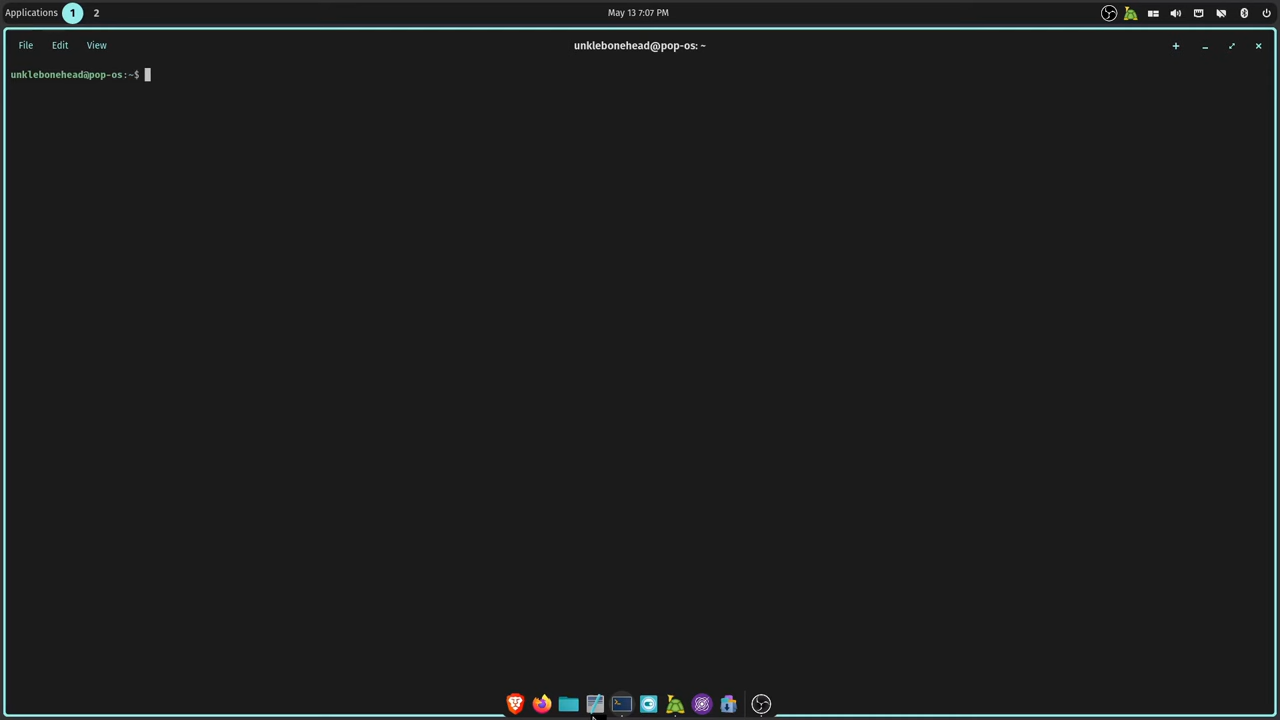 Applications 1 2 May 13 7:07 PM
File Edit View unklebonehead@pop-os: ~
unklebonehead@pop-os:~$